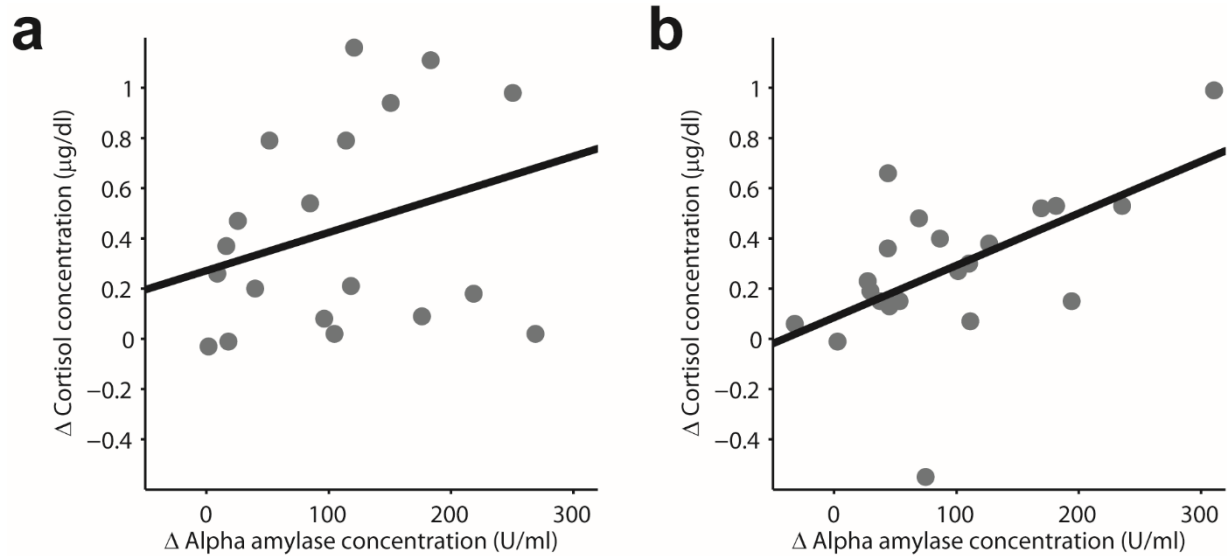 a
1
0.8
0.6
0.4
0.2
0
−0.2
−0.4
Δ Cortisol concentration (μg/dl)
0 100 200 300
Δ Alpha amylase concentration (U/ml)
b
1
0.8
0.6
0.4
0.2
0
−0.2
−0.4
Δ Cortisol concentration (μg/dl)
0 100 200 300
Δ Alpha amylase concentration (U/ml)